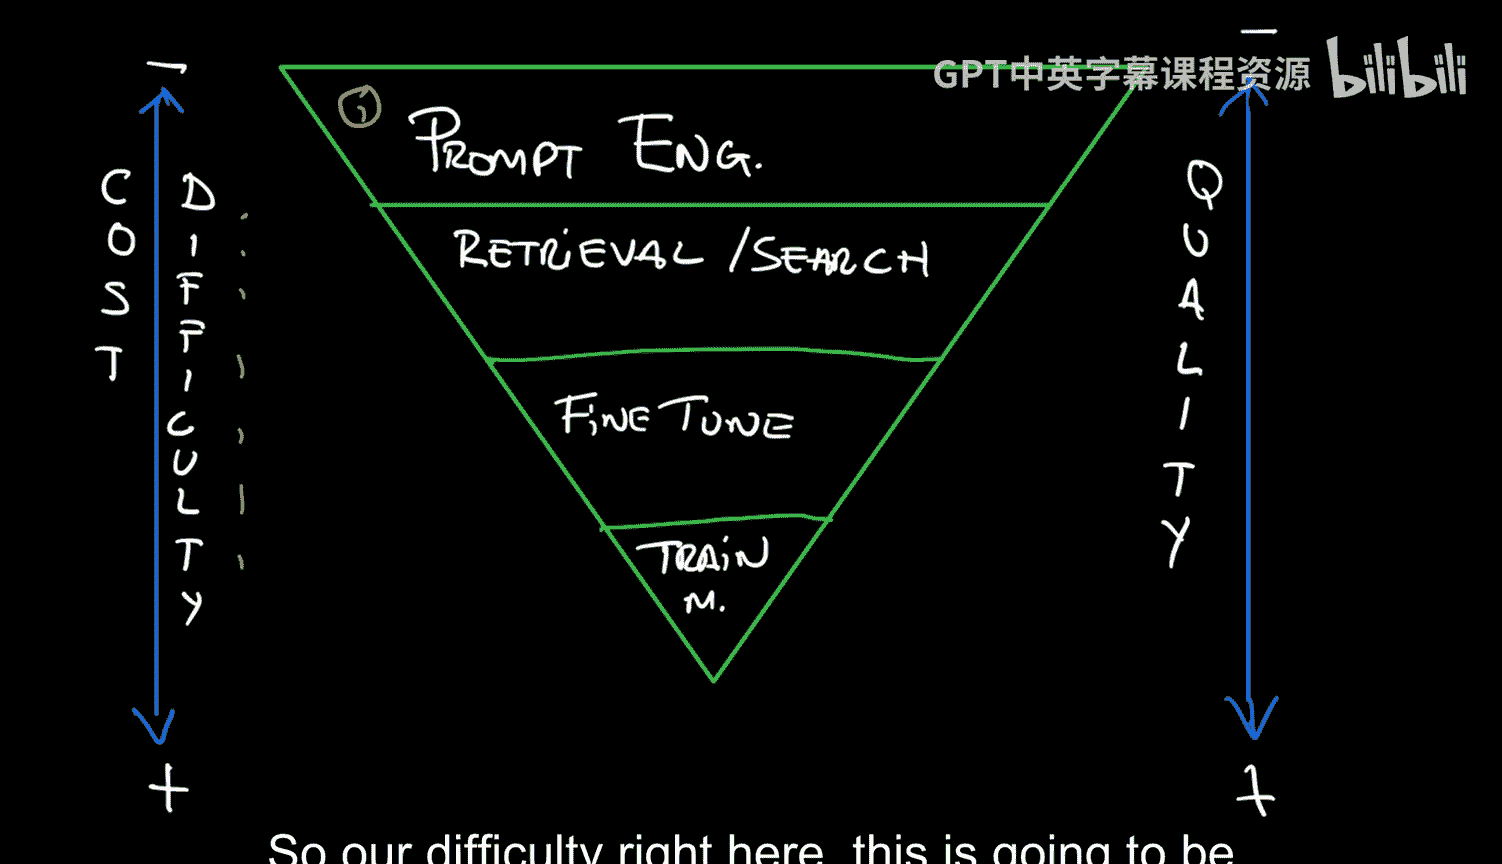 GPT中英字幕课程资源 bilibili
PROMPT ENG.
RETRIEVAL / SEARCH
FINE TUNE
TRAIN
M.
COST
DIFFICULTY
QUALITY
−
−
+
+
So our difficulty right here, this is going to be